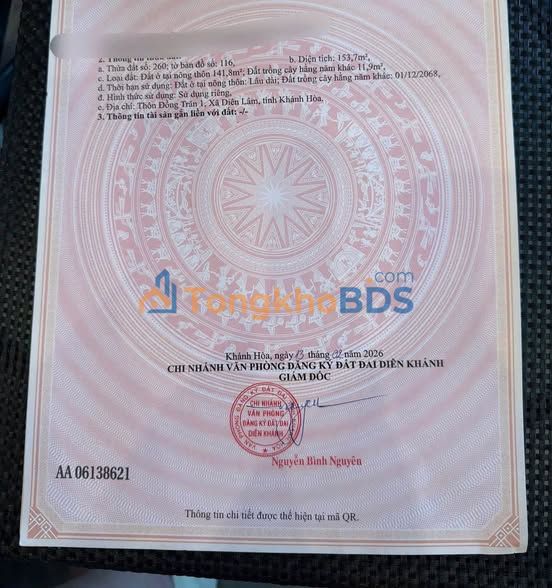 2. Thông tin thửa đất:
a. Thửa đất số: 260; tờ bản đồ số: 116, b. Diện tích: 153,7m²,
c. Loại đất: Đất ở tại nông thôn 141,8m²; Đất trồng cây hằng năm khác 11,9m²;
d. Thời hạn sử dụng: Đất ở tại nông thôn: Lâu dài; Đất trồng cây hằng năm khác: 01/12/2068,
đ. Hình thức sử dụng: Sử dụng riêng,
e. Địa chỉ: Thôn Đồng Trăn 1, Xã Diên Lâm, tỉnh Khánh Hòa.
3. Thông tin tài sản gắn liền với đất: -/-
TongkhoBDS.com
Khánh Hòa, ngày 13 tháng 02 năm 2026
CHI NHÁNH VĂN PHÒNG ĐĂNG KÝ ĐẤT ĐAI DIÊN KHÁNH
GIÁM ĐỐC
CHI NHÁNH
VĂN PHÒNG
ĐĂNG KÝ ĐẤT ĐAI
DIÊN KHÁNH
Nguyễn Bình Nguyên
AA 06138621
Thông tin chi tiết được thể hiện tại mã QR.